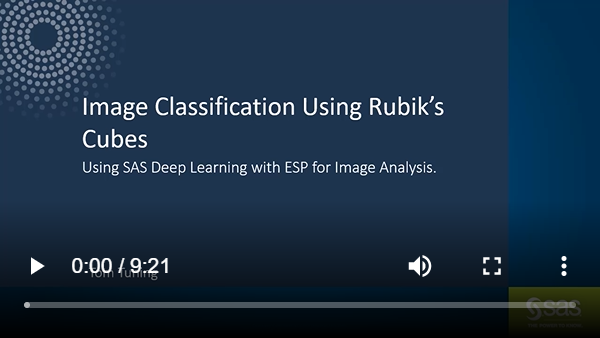 Image Classification Using Rubik's
Cubes
Using SAS Deep Learning with ESP for Image Analysis.
0:00 / 9:21
Tom Tuning
sas